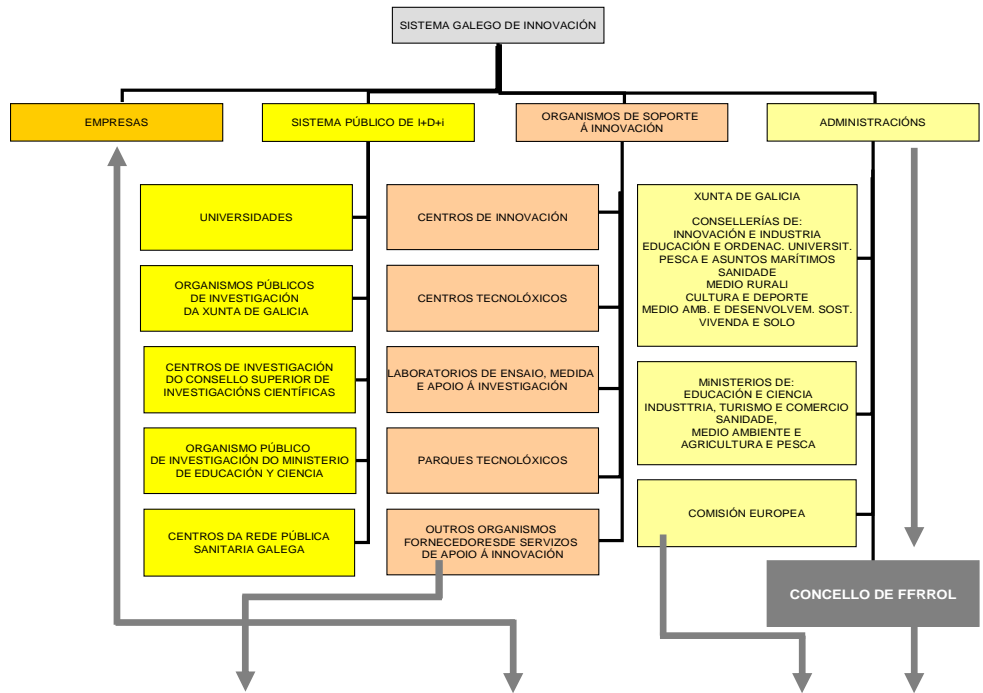 SISTEMA GALEGO DE INNOVACIÓN
EMPRESAS
SISTEMA PÚBLICO DE I+D+i
ORGANISMOS DE SOPORTE
Á INNOVACIÓN
ADMINISTRACIÓNS
UNIVERSIDADES
ORGANISMOS PÚBLICOS
DE INVESTIGACIÓN
DA XUNTA DE GALICIA
CENTROS DE INVESTIGACIÓN
DO CONSELLO SUPERIOR DE
INVESTIGACIÓNS CIENTÍFICAS
ORGANISMO PÚBLICO
DE INVESTIGACIÓN DO MINISTERIO
DE EDUCACIÓN Y CIENCIA
CENTROS DA REDE PÚBLICA
SANITARIA GALEGA
CENTROS DE INNOVACIÓN
CENTROS TECNOLÓXICOS
LABORATORIOS DE ENSAIO, MEDIDA
E APOIO Á INVESTIGACIÓN
PARQUES TECNOLÓXICOS
OUTROS ORGANISMOS
FORNECEDORESDE SERVIZOS
DE APOIO Á INNOVACIÓN
XUNTA DE GALICIA
CONSELLERÍAS DE:
INNOVACIÓN E INDUSTRIA
EDUCACIÓN E ORDENAC. UNIVERSIT.
PESCA E ASUNTOS MARÍTIMOS
SANIDADE
MEDIO RURALI
CULTURA E DEPORTE
MEDIO AMB. E DESENVOLVEM. SOST.
VIVENDA E SOLO
MiNISTERIOS DE:
EDUCACIÓN E CIENCIA
INDUSTTRIA, TURISMO E COMERCIO
SANIDADE,
MEDIO AMBIENTE E
AGRICULTURA E PESCA
COMISIÓN EUROPEA
CONCELLO DE FFRROL